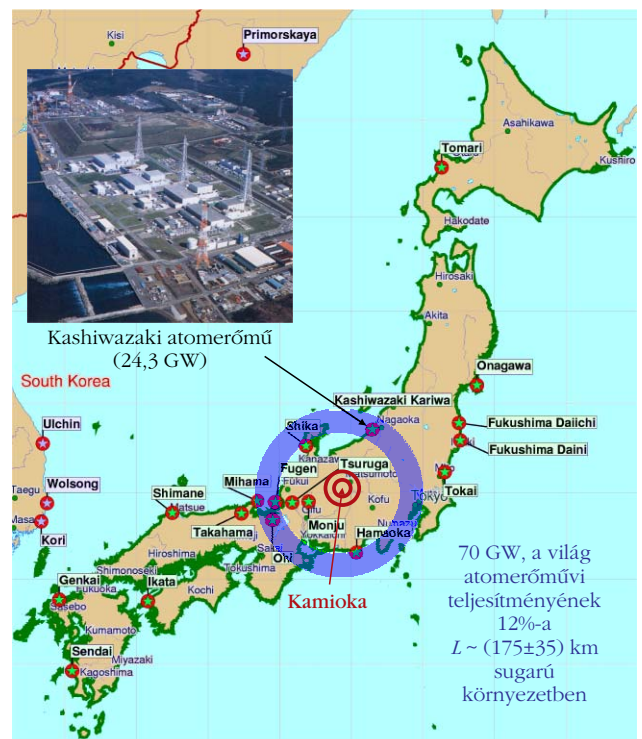 Kisi
Primorskaya
Asahikawa
Tomari
Kushiro
Hakodate
Hirosaki
Akita
Kashiwazaki atomerőmű
(24,3 GW)
South Korea
Onagawa
Kashiwazaki Kariwa
Nagaoka
Ulchin
Shika
Fukushima Daiichi
Kanazawa
Fukushima Daini
Matsumoto
Mihama
Fugen
Tsuruga
Fukui
Taegu
Wolsong
Shimane
Matsue
Gifu
Kofu
Tokai
Takahama
Monju
Numazu
Yokkaichi
Kori
Hamaoka
Sakai
Ohi
Hiroshima
Tokushima
Shimonoseki
Genkai
Fukuoka
Ikata
Kochi
Sasebo
Kamioka
70 GW, a világ
atomerőművi
teljesítményének
12%-a
L ~ (175±35) km
sugarú
környezetben
Kumamoto
Sendai
Miyazaki
Kagoshima